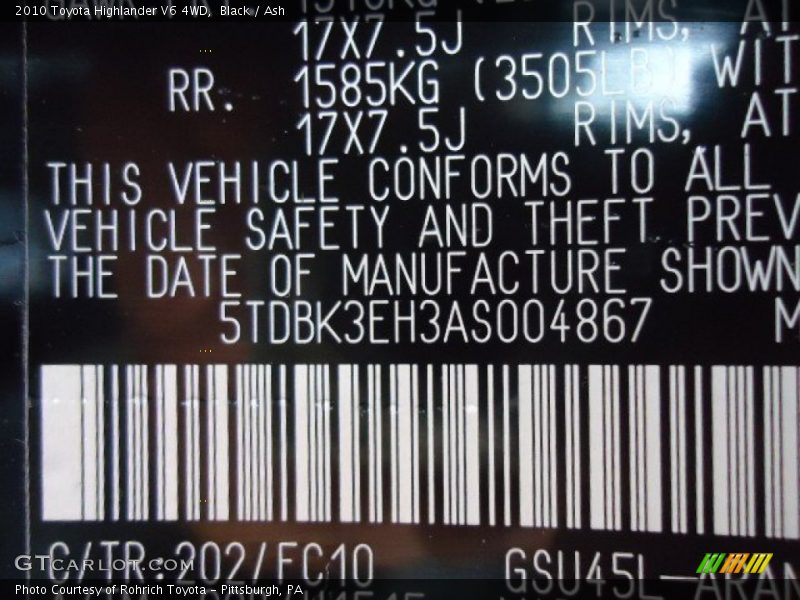 2010 Toyota Highlander V6 4WD, Black / Ash
17X7.5J RIMS, AT
RR. 1585KG (3505LB) WIT
17X7.5J RIMS, AT
THIS VEHICLE CONFORMS TO ALL
VEHICLE SAFETY AND THEFT PREV
THE DATE OF MANUFACTURE SHOWN
5TDBK3EH3AS004867 M
C/TR:202/FC10 GSU45L-ARAN
GTCARLOT.COM
Photo Courtesy of Rohrich Toyota - Pittsburgh, PA